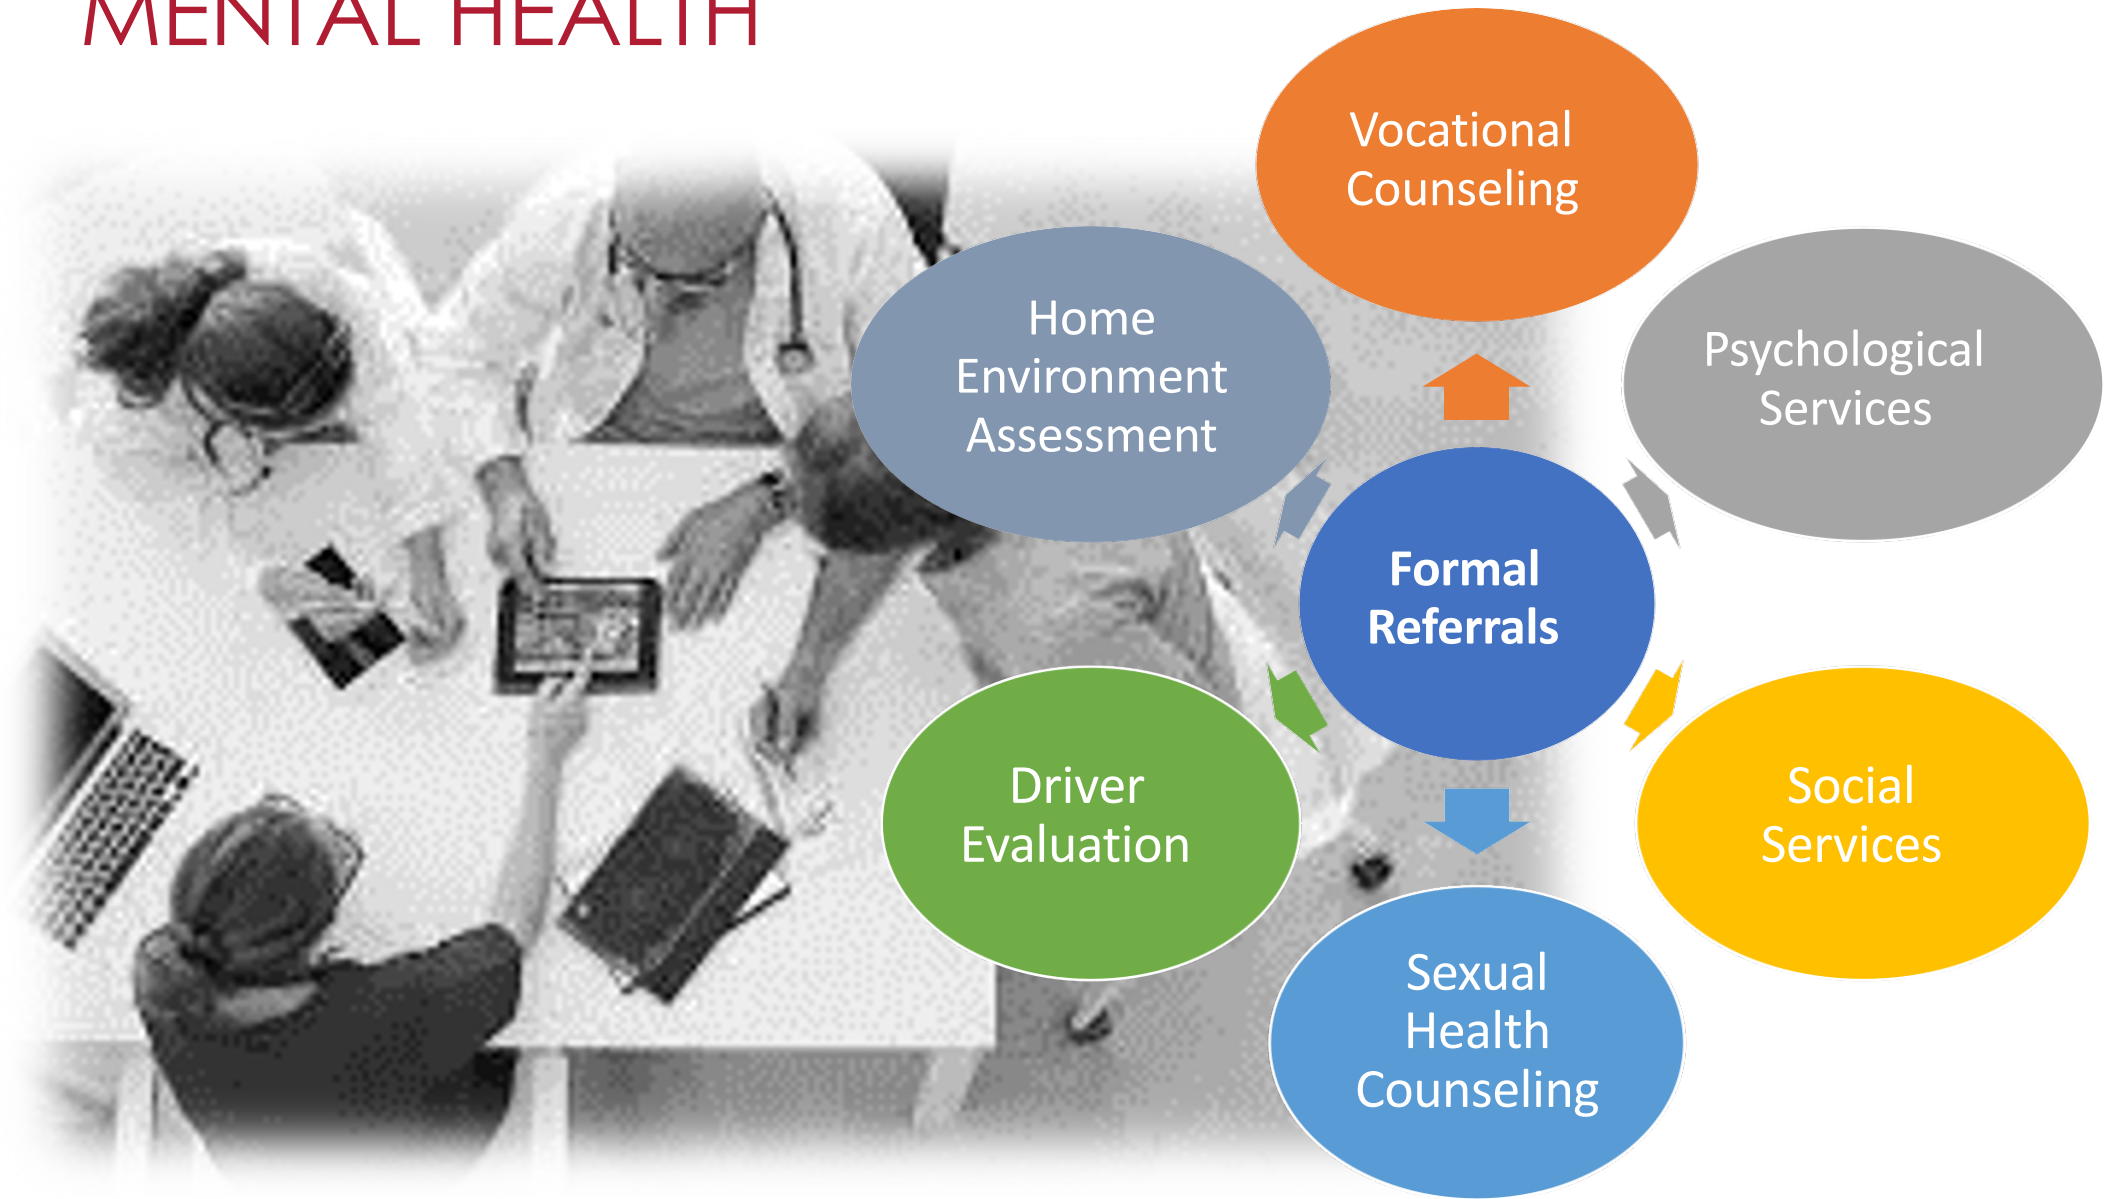 MENTAL HEALTH
Vocational
Counseling
Home
Environment
Assessment
Psychological
Services
Formal
Referrals
Driver
Evaluation
Social
Services
Sexual
Health
Counseling